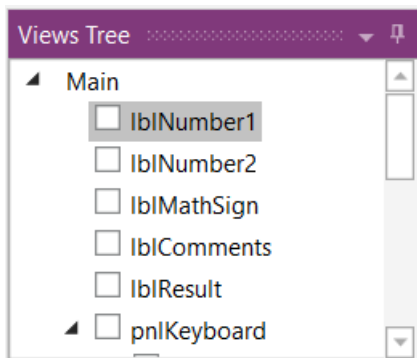 Views Tree
Main
lblNumber1
lblNumber2
lblMathSign
lblComments
lblResult
pnlKeyboard